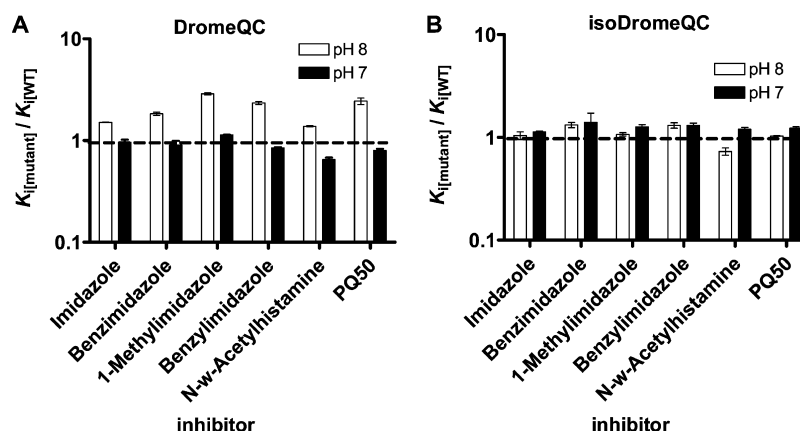 A
DromeQC
Ki[mutant] / Ki[WT]
10
1
0.1
pH 8
pH 7
Imidazole
Benzimidazole
1-Methylimidazole
Benzylimidazole
N-w-Acetylhistamine
PQ50
inhibitor
B
isoDromeQC
Ki[mutant] / Ki[WT]
10
1
0.1
pH 8
pH 7
Imidazole
Benzimidazole
1-Methylimidazole
Benzylimidazole
N-w-Acetylhistamine
PQ50
inhibitor